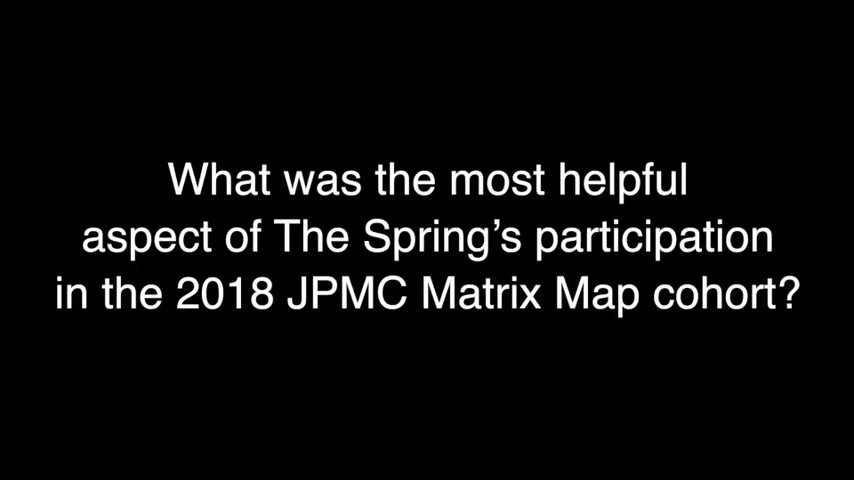 What was the most helpful
aspect of The Spring’s participation
in the 2018 JPMC Matrix Map cohort?